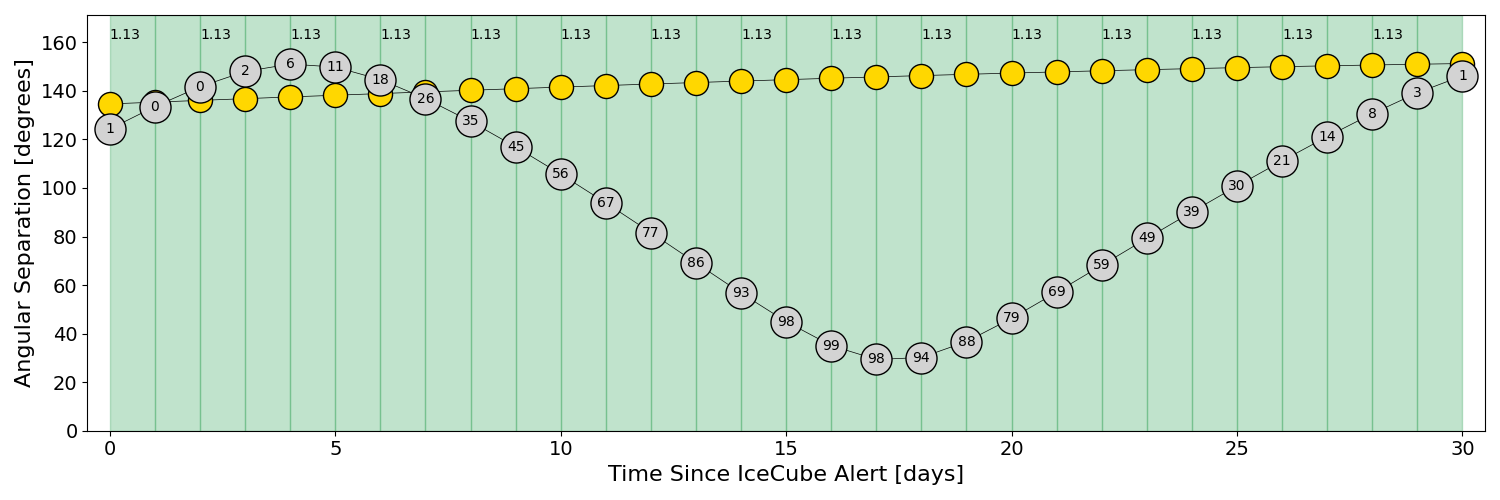 1.13 1.13 1.13 1.13 1.13 1.13 1.13 1.13 1.13 1.13 1.13 1.13 1.13 1.13 1.13
160
140
120
100
80
60
40
20
0
Angular Separation [degrees]
1 0 0 2 6 11 18 26 35 45 56 67 77 86 93 98 99 98 94 88 79 69 59 49 39 30 21 14 8 3 1
0 5 10 15 20 25 30
Time Since IceCube Alert [days]